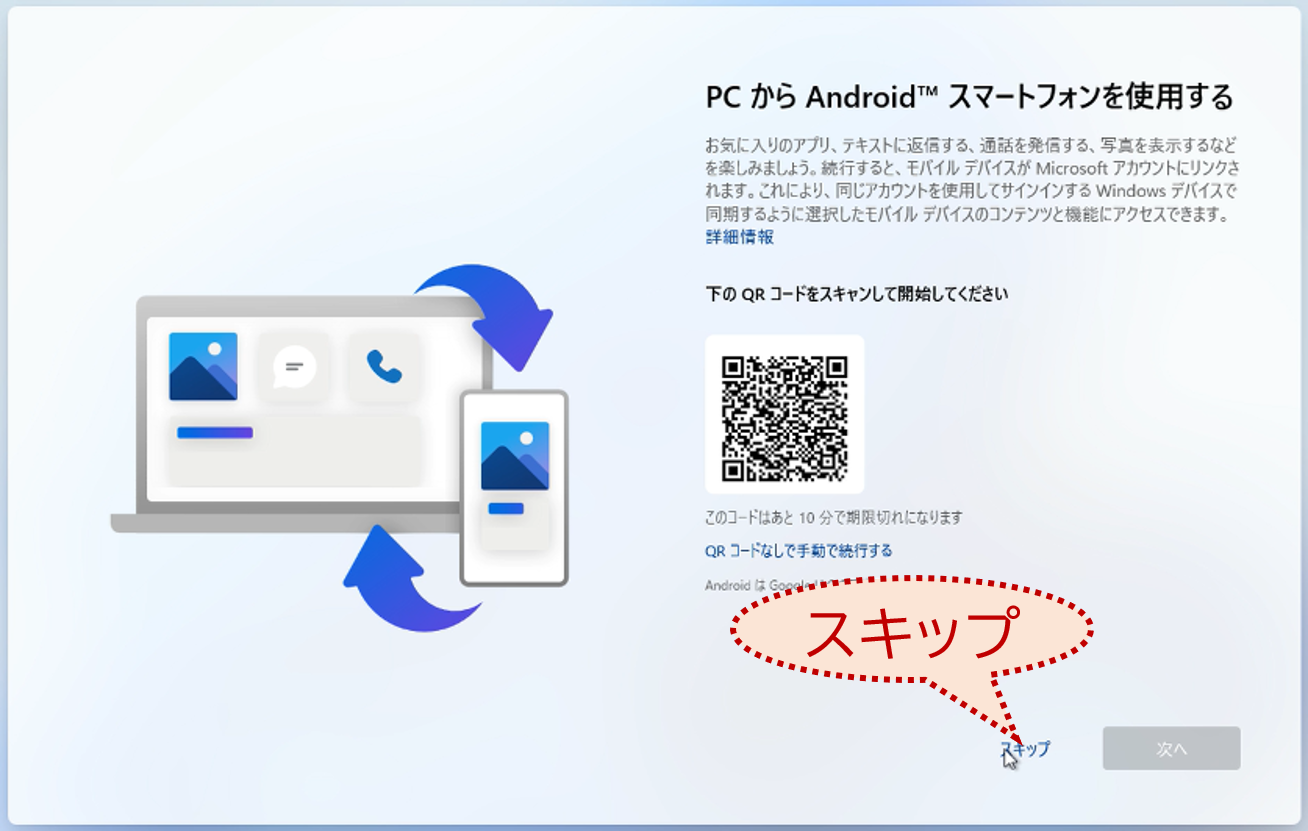 PC から Android™ スマートフォンを使用する
お気に入りのアプリ、テキストに返信する、通話を発信する、写真を表示するなど
を楽しみましょう。続行すると、モバイル デバイスが Microsoft アカウントにリンクさ
れます。これにより、同じアカウントを使用してサインインする Windows デバイスで
同期するように選択したモバイル デバイスのコンテンツと機能にアクセスできます。
詳細情報
下の QR コードをスキャンして開始してください
このコードはあと 10 分で期限切れになります
QR コードなしで手動で続行する
Android は Google
スキップ
スキップ
次へ